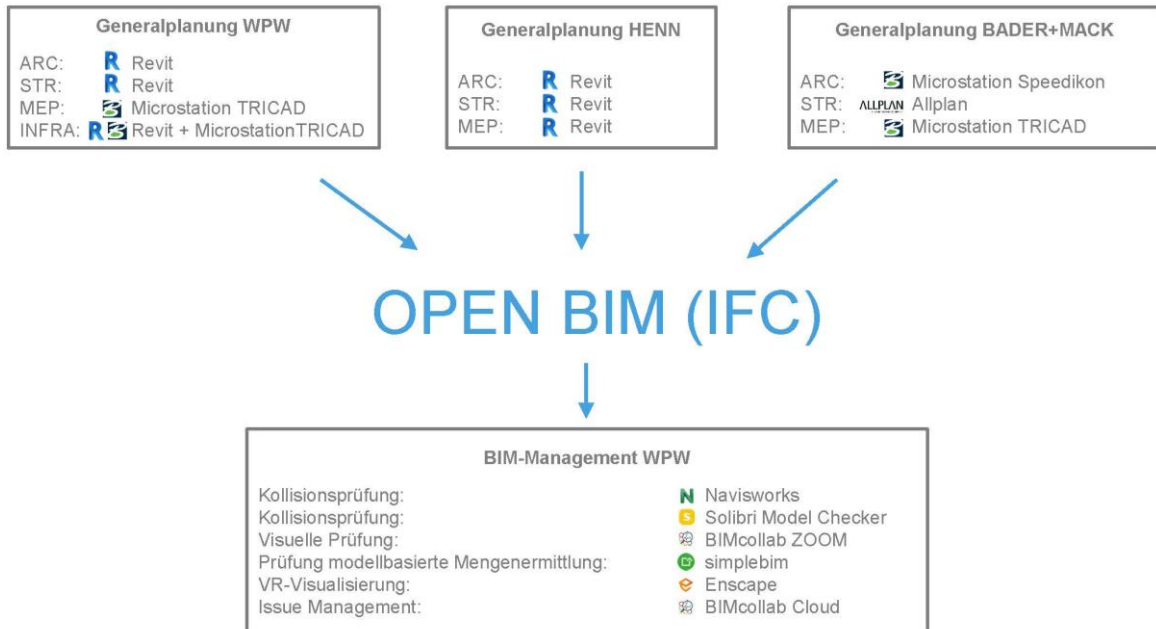 Generalplanung WPW
ARC: R Revit
STR: R Revit
MEP: Microstation TRICAD
INFRA: R Revit + MicrostationTRICAD
Generalplanung HENN
ARC: R Revit
STR: R Revit
MEP: R Revit
Generalplanung BADER+MACK
ARC: Microstation Speedikon
STR: ALLPLAN Allplan
MEP: Microstation TRICAD
OPEN BIM (IFC)
BIM-Management WPW
Kollisionsprüfung: N Navisworks
Kollisionsprüfung: S Solibri Model Checker
Visuelle Prüfung: BIMcollab ZOOM
Prüfung modellbasierte Mengenermittlung: simplebim
VR-Visualisierung: Enscape
Issue Management: BIMcollab Cloud